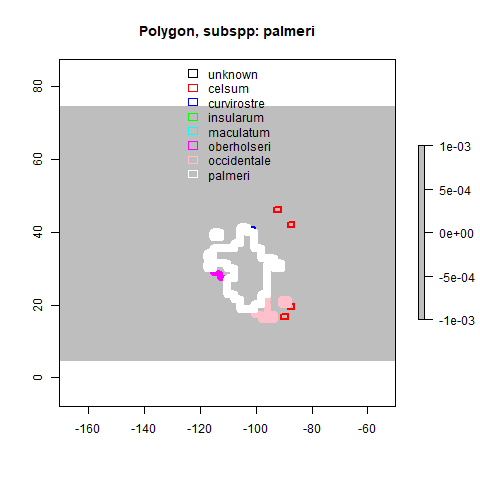 Polygon, subspp: palmeri
unknown
celsum
curvirostre
insularum
maculatum
oberholseri
occidentale
palmeri
80
60
40
20
0
-160
-140
-120
-100
-80
-60
1e-03
5e-04
0e+00
-5e-04
-1e-03